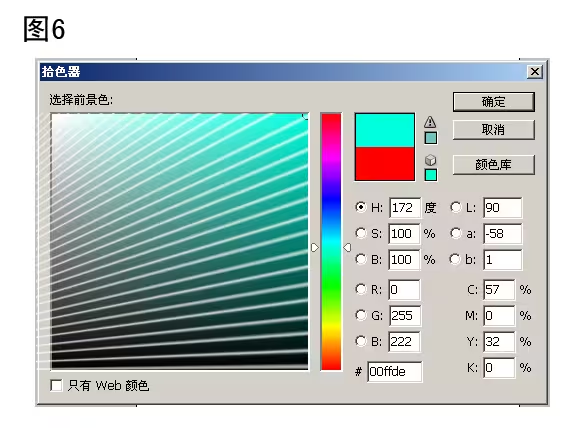 图6
拾色器
选择前景色:
确定
取消
颜色库
H: 172 度
S: 100 %
B: 100 %
R: 0
G: 255
B: 222
# 00ffde
L: 90
a: -58
b: 1
C: 57 %
M: 0 %
Y: 32 %
K: 0 %
只有 Web 颜色